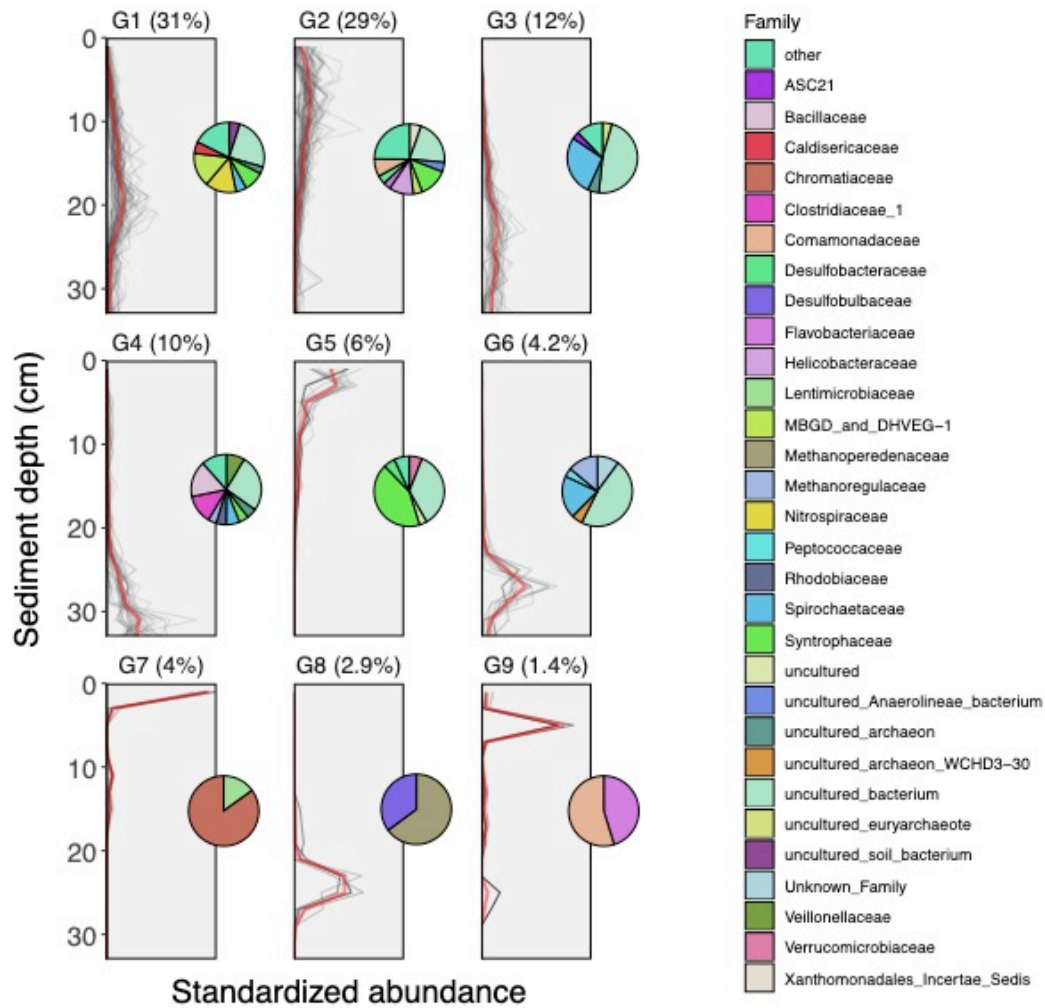 G1 (31%)
G2 (29%)
G3 (12%)
0
10
20
30
G4 (10%)
G5 (6%)
G6 (4.2%)
0
10
20
30
G7 (4%)
G8 (2.9%)
G9 (1.4%)
0
10
20
30
Sediment depth (cm)
Standardized abundance
Family
other
ASC21
Bacillaceae
Caldisericaceae
Chromatiaceae
Clostridiaceae_1
Comamonadaceae
Desulfobacteraceae
Desulfobulbaceae
Flavobacteriaceae
Helicobacteraceae
Lentimicrobiaceae
MBGD_and_DHVEG-1
Methanoperedenaceae
Methanoregulaceae
Nitrospiraceae
Peptococcaceae
Rhodobiaceae
Spirochaetaceae
Syntrophaceae
uncultured
uncultured_Anaerolineae_bacterium
uncultured_archaeon
uncultured_archaeon_WCHD3-30
uncultured_bacterium
uncultured_euryarchaeote
uncultured_soil_bacterium
Unknown_Family
Veillonellaceae
Verrucomicrobiaceae
Xanthomonadales_Incertae_Sedis